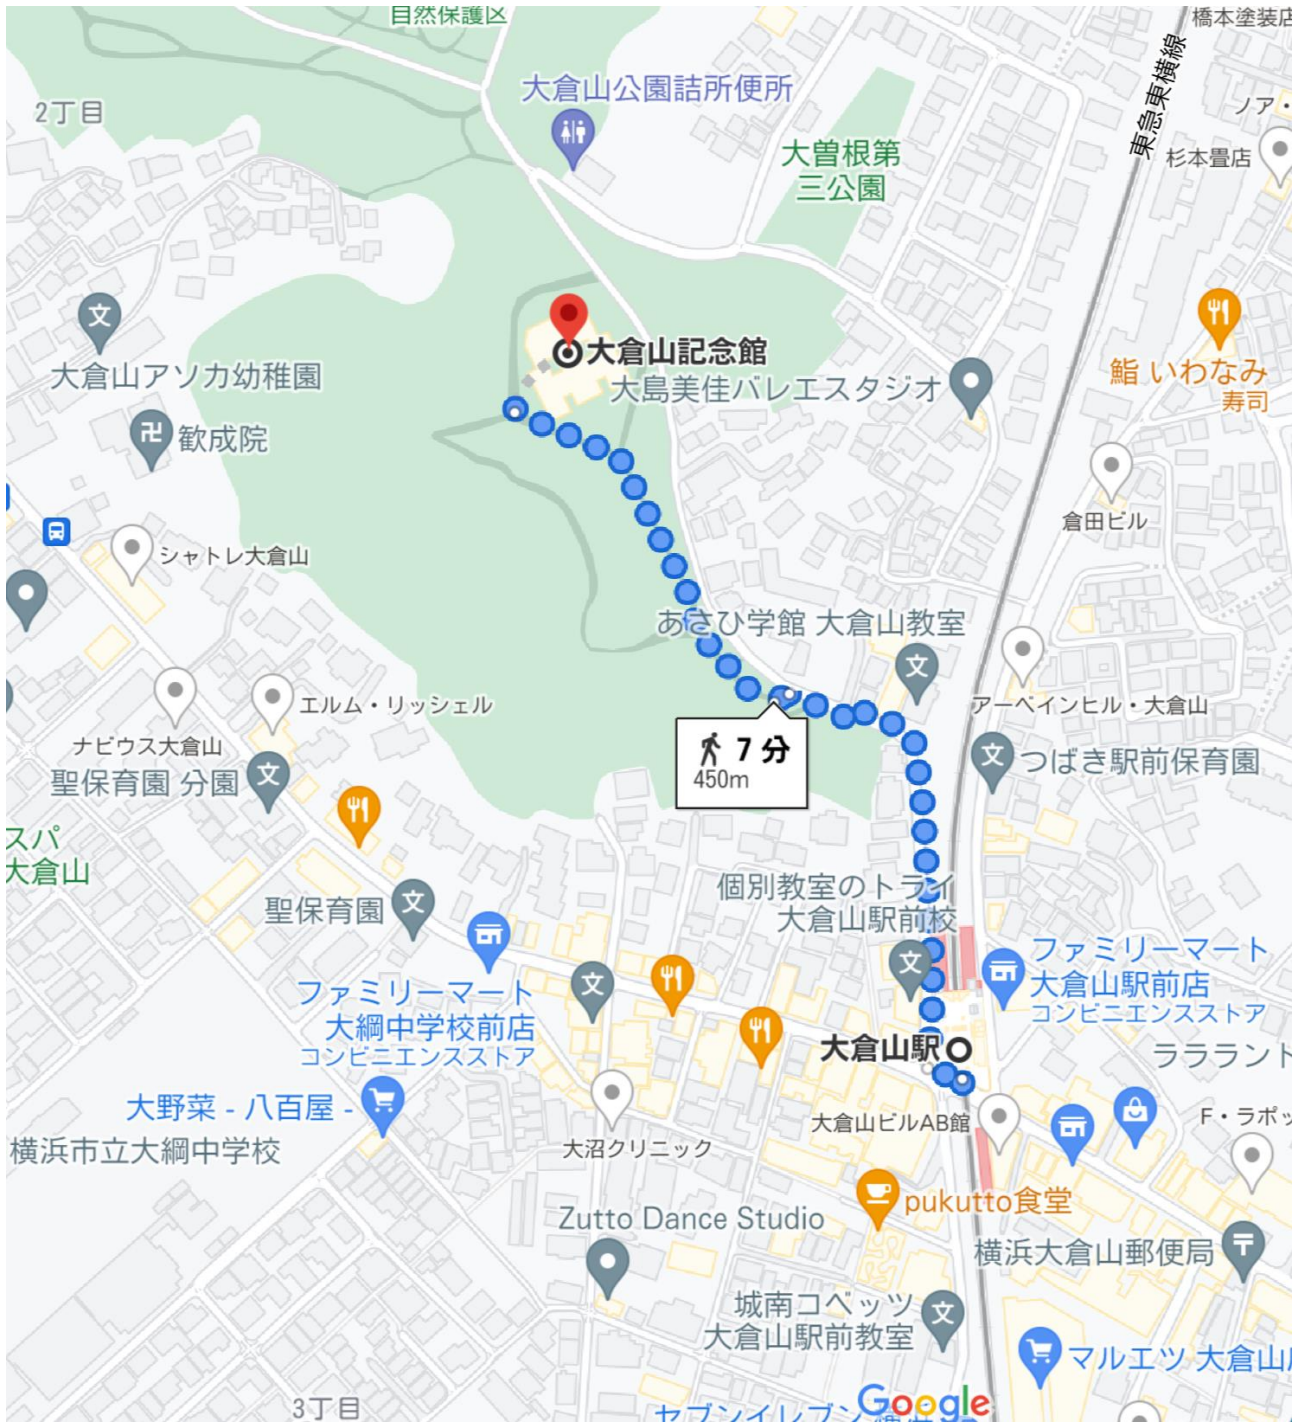 自然保護区
橋本塗装店
東急東横線
大倉山公園詰所便所
2丁目
ノア・
大曽根第
三公園
杉本畳店
大倉山記念館
大倉山アソカ幼稚園
大島美佳バレエスタジオ
鮨 いわなみ
寿司
歓成院
倉田ビル
シャトレ大倉山
あさひ学館 大倉山教室
エルム・リッシェル
アーベインヒル・大倉山
ナビウス大倉山
7 分
450m
つばき駅前保育園
聖保育園 分園
スパ
大倉山
個別教室のトライ
大倉山駅前校
聖保育園
ファミリーマート
大倉山駅前店
コンビニエンスストア
ファミリーマート
大綱中学校前店
コンビニエンスストア
大倉山駅
ラララント
大野菜 - 八百屋 -
大倉山ビルAB館
F・ラポッ
横浜市立大綱中学校
大沼クリニック
pukutto食堂
Zutto Dance Studio
横浜大倉山郵便局
城南コベッツ
大倉山駅前教室
マルエツ 大倉山
3丁目
Google
セブンイレブン